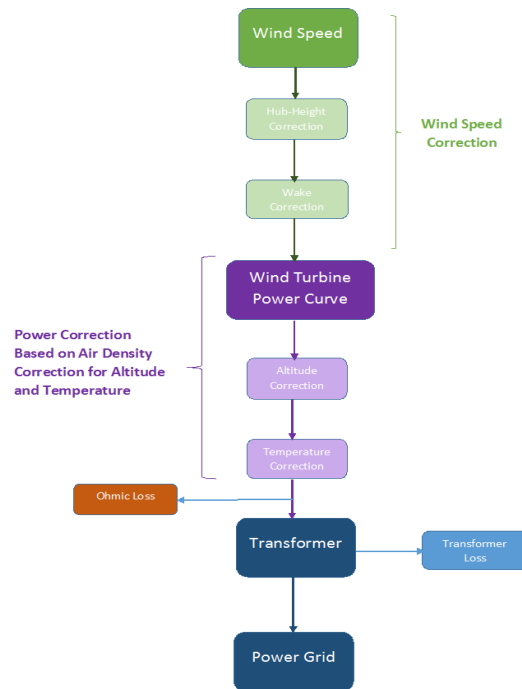 Wind Speed
Hub-Height
Correction
Wind Speed
Correction
Wake
Correction
Wind Turbine
Power Curve
Power Correction
Based on Air Density
Correction for Altitude
and Temperature
Altitude
Correction
Temperature
Correction
Ohmic Loss
Transformer
Transformer
Loss
Power Grid